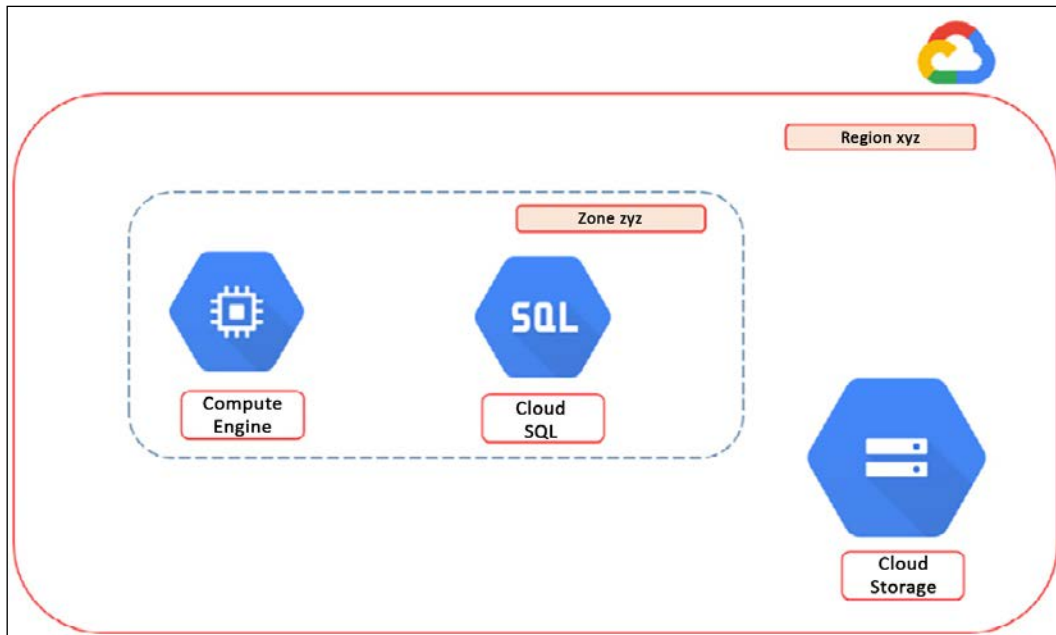 Region xyz
Zone zyz
SQL
Compute
Engine
Cloud
SQL
Cloud
Storage